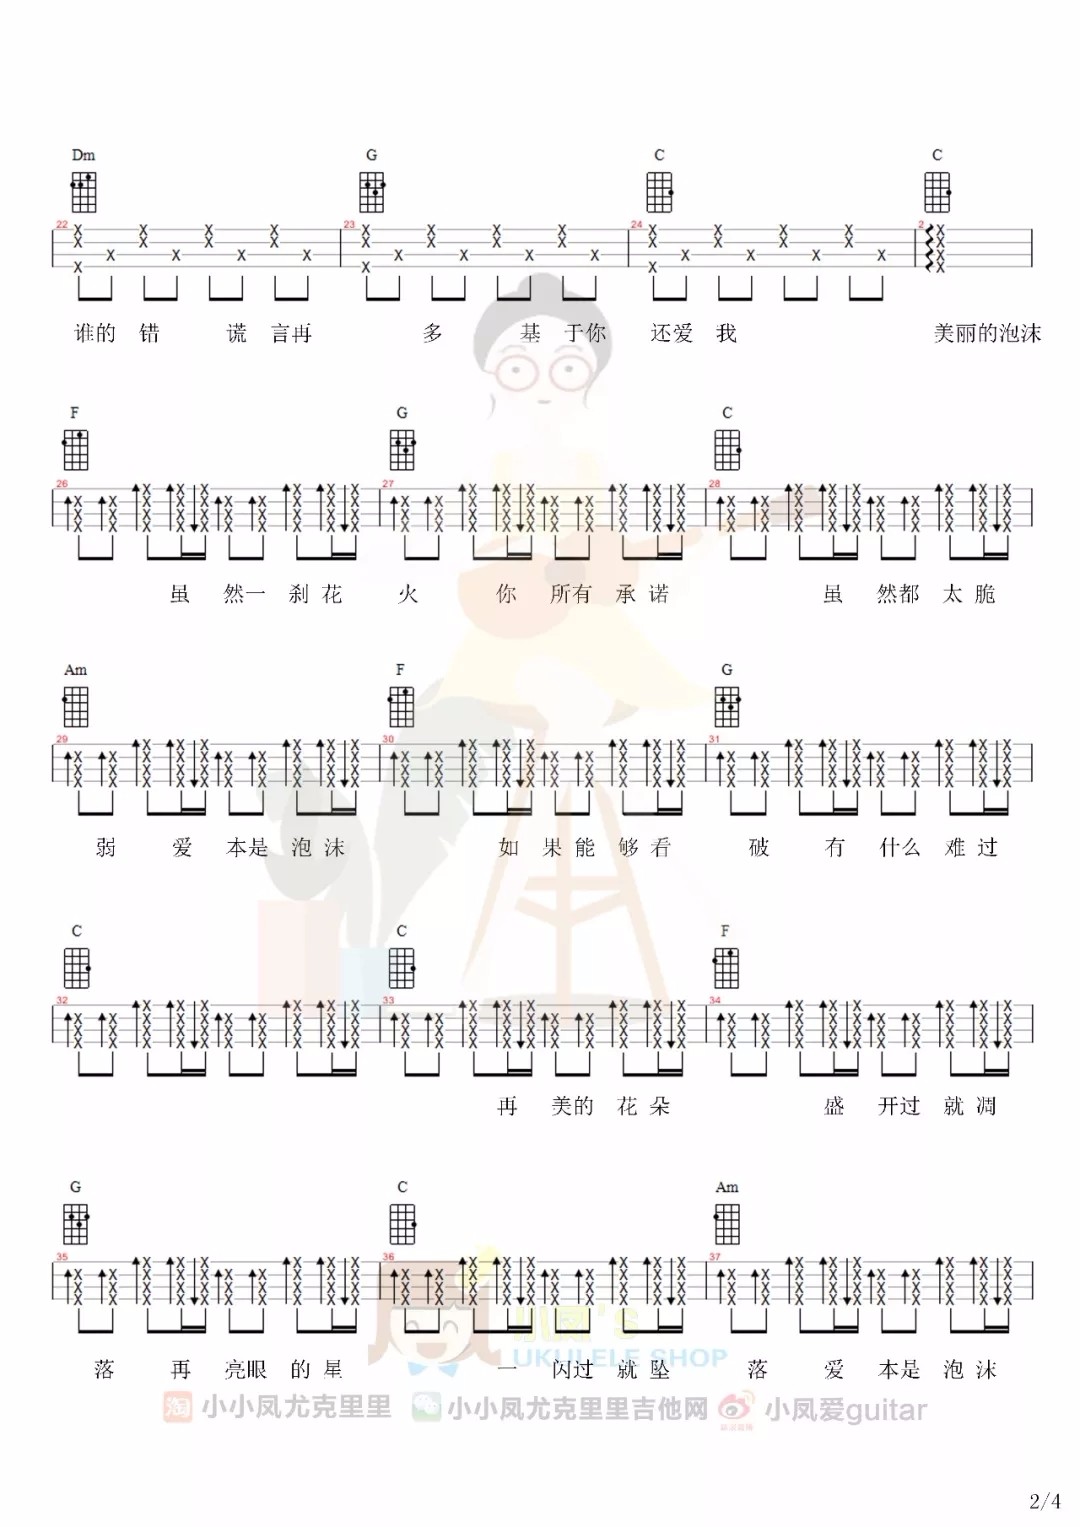 Dm G C C
22 23 24 2
谁的 错 谎 言再 多 基 于你 还爱 我 美丽的泡沫
F G C
26 27 28
虽 然一 刹 花 火 你 所有 承 诺 虽 然都 太 脆
Am F G
29 30 31
弱 爱 本是 泡 沫 如 果 能 够 看 破 有 什么 难 过
C C F
32 33 34
再 美的 花 朵 盛 开过 就 凋
G C Am
35 36 37
落 再 亮眼 的 星 一 闪过 就 坠 落 爱 本是 泡 沫
小凤's
UKULELE SHOP
淘 小小凤尤克里里 小小凤尤克里里吉他网 小凤爱guitar
2/4